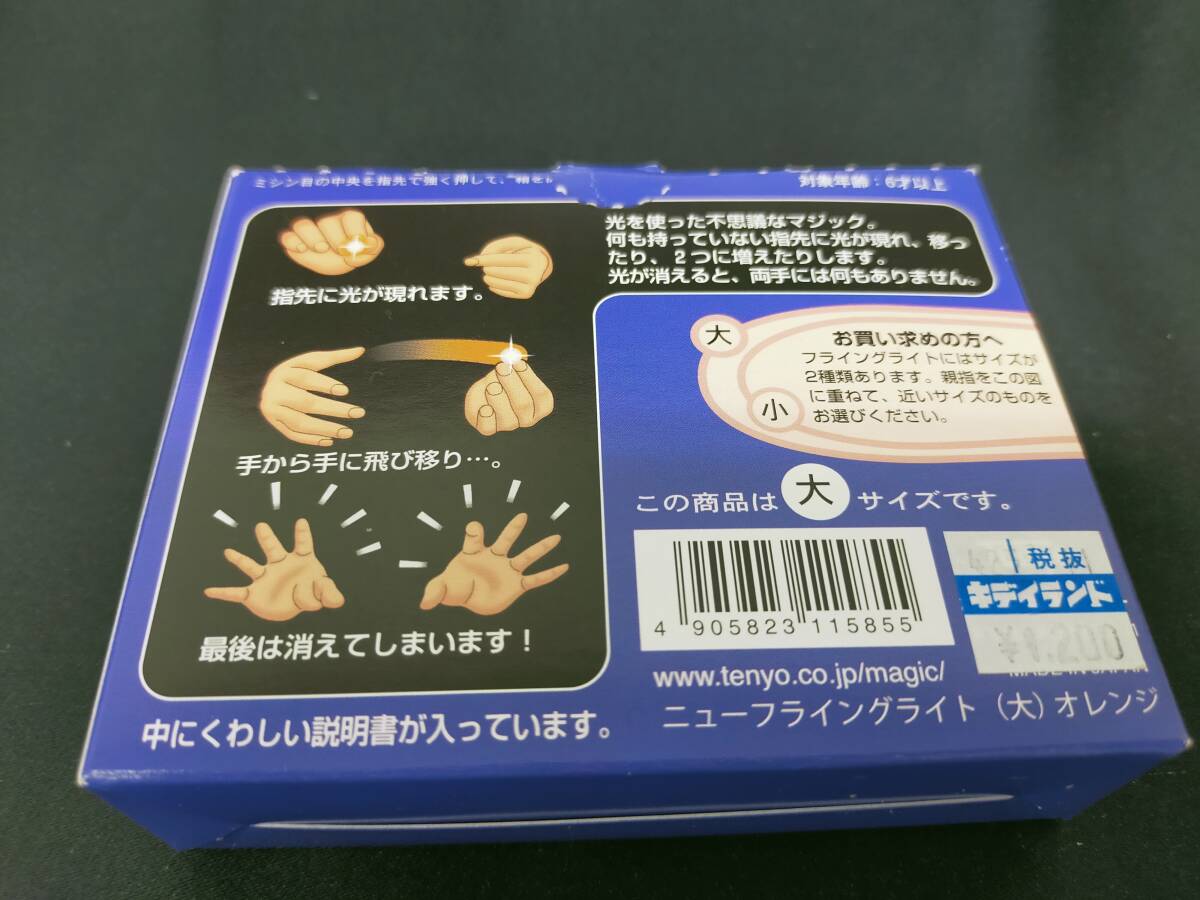 ミシン目の中央を指先で強く押して、箱を
対象年齢：6才以上
光を使った不思議なマジック。
何も持っていない指先に光が現れ、移っ
たり、2つに増えたりします。
光が消えると、両手には何もありません。
指先に光が現れます。
手から手に飛び移り…。
最後は消えてしまいます！
中にくわしい説明書が入っています。
大
小
お買い求めの方へ
フライングライトにはサイズが
2種類あります。親指をこの図
に重ねて、近いサイズのものを
お選びください。
この商品は 大 サイズです。
4 905823 115855
税抜
キデイランド
¥1,200
MADE IN JAPAN
www.tenyo.co.jp/magic/
ニューフライングライト（大）オレンジ